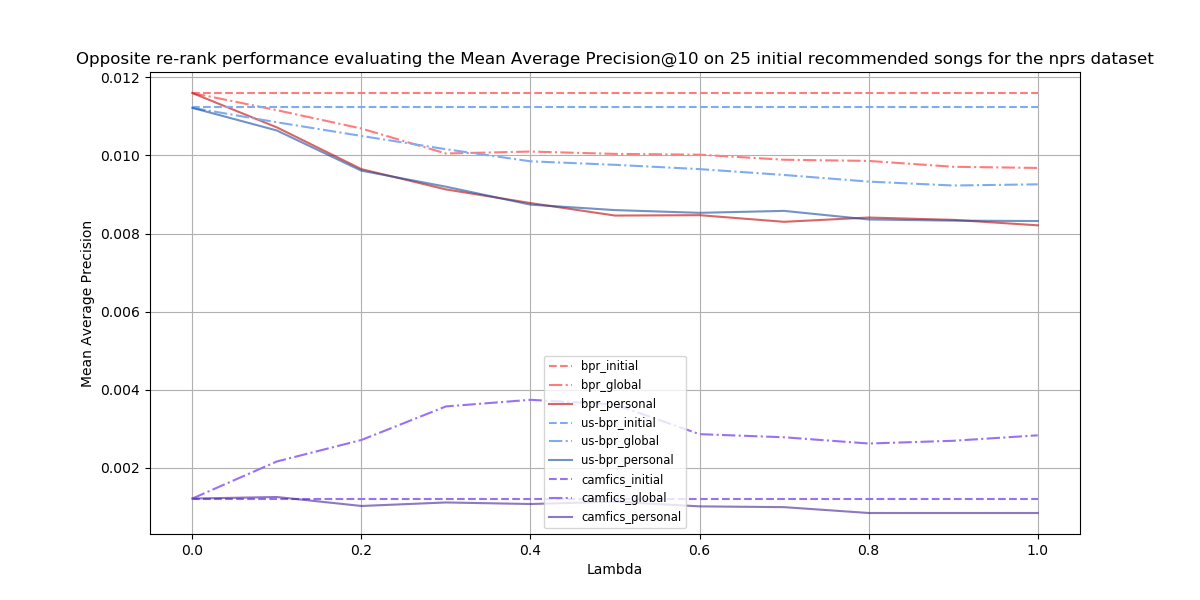 Opposite re-rank performance evaluating the Mean Average Precision@10 on 25 initial recommended songs for the nprs dataset
0.012
0.010
0.008
0.006
0.004
0.002
Mean Average Precision
bpr_initial
bpr_global
bpr_personal
us-bpr_initial
us-bpr_global
us-bpr_personal
camfics_initial
camfics_global
camfics_personal
0.0 0.2 0.4 0.6 0.8 1.0
Lambda